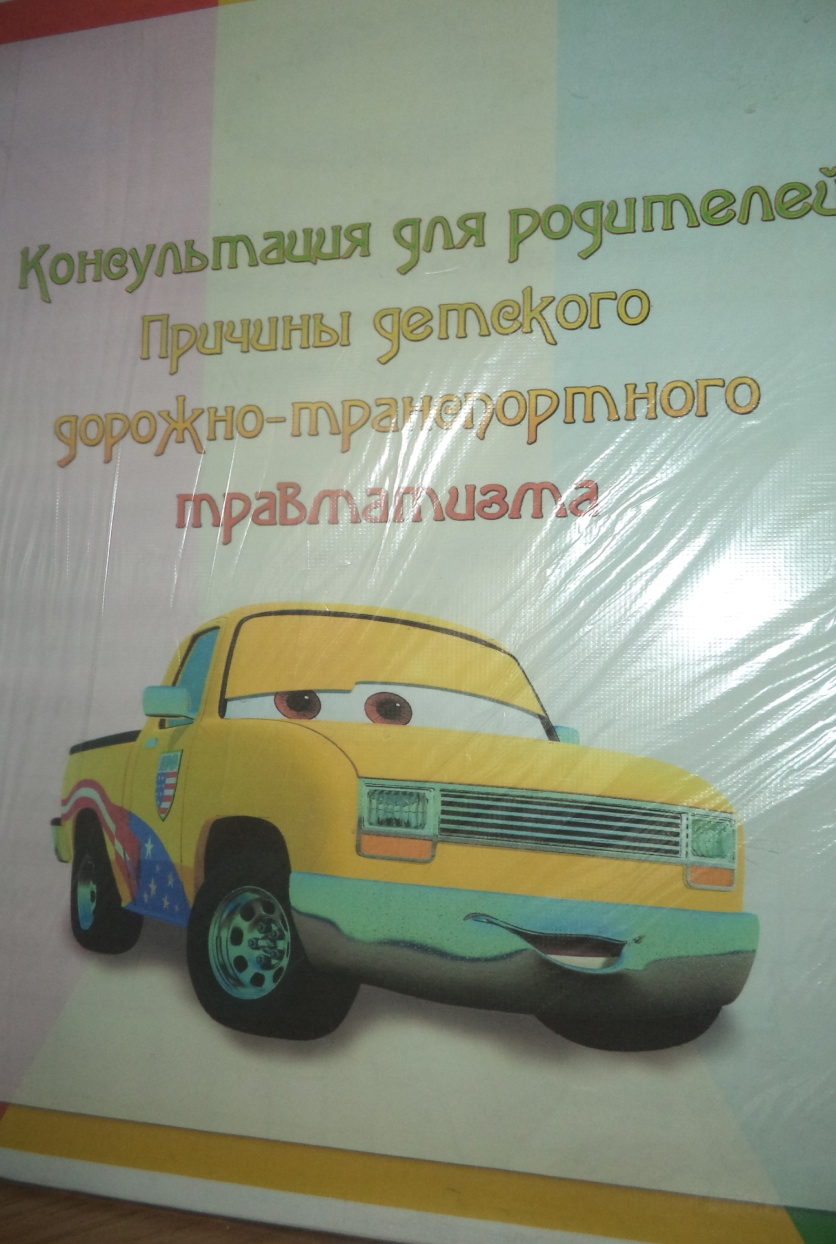 Консультация для родителей
Причины детского
дорожно-транспортного
травматизма